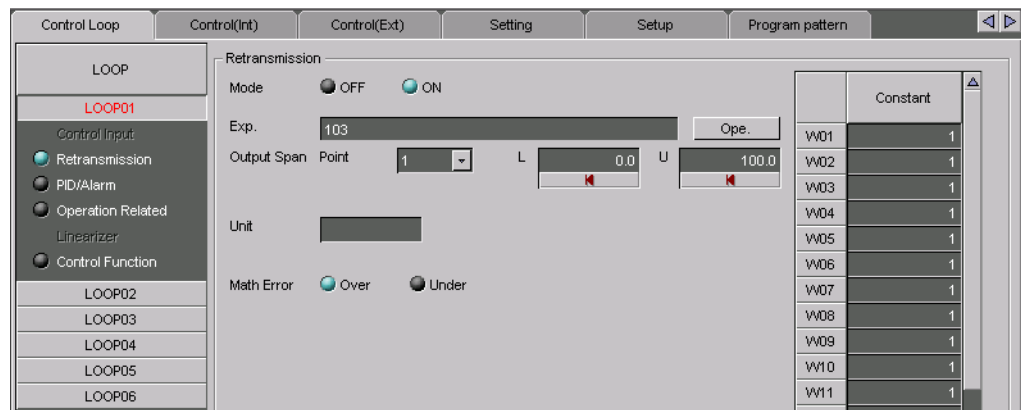 Control Loop Control(Int) Control(Ext) Setting Setup Program pattern
LOOP
LOOP01
Control Input
Retransmission
PID/Alarm
Operation Related
Linearizer
Control Function
LOOP02
LOOP03
LOOP04
LOOP05
LOOP06
Retransmission
Mode OFF ON
Exp. 103 Ope.
Output Span Point 1 L 0.0 U 100.0
Unit
Math Error Over Under
Constant
W01 1
W02 1
W03 1
W04 1
W05 1
W06 1
W07 1
W08 1
W09 1
W10 1
W11 1